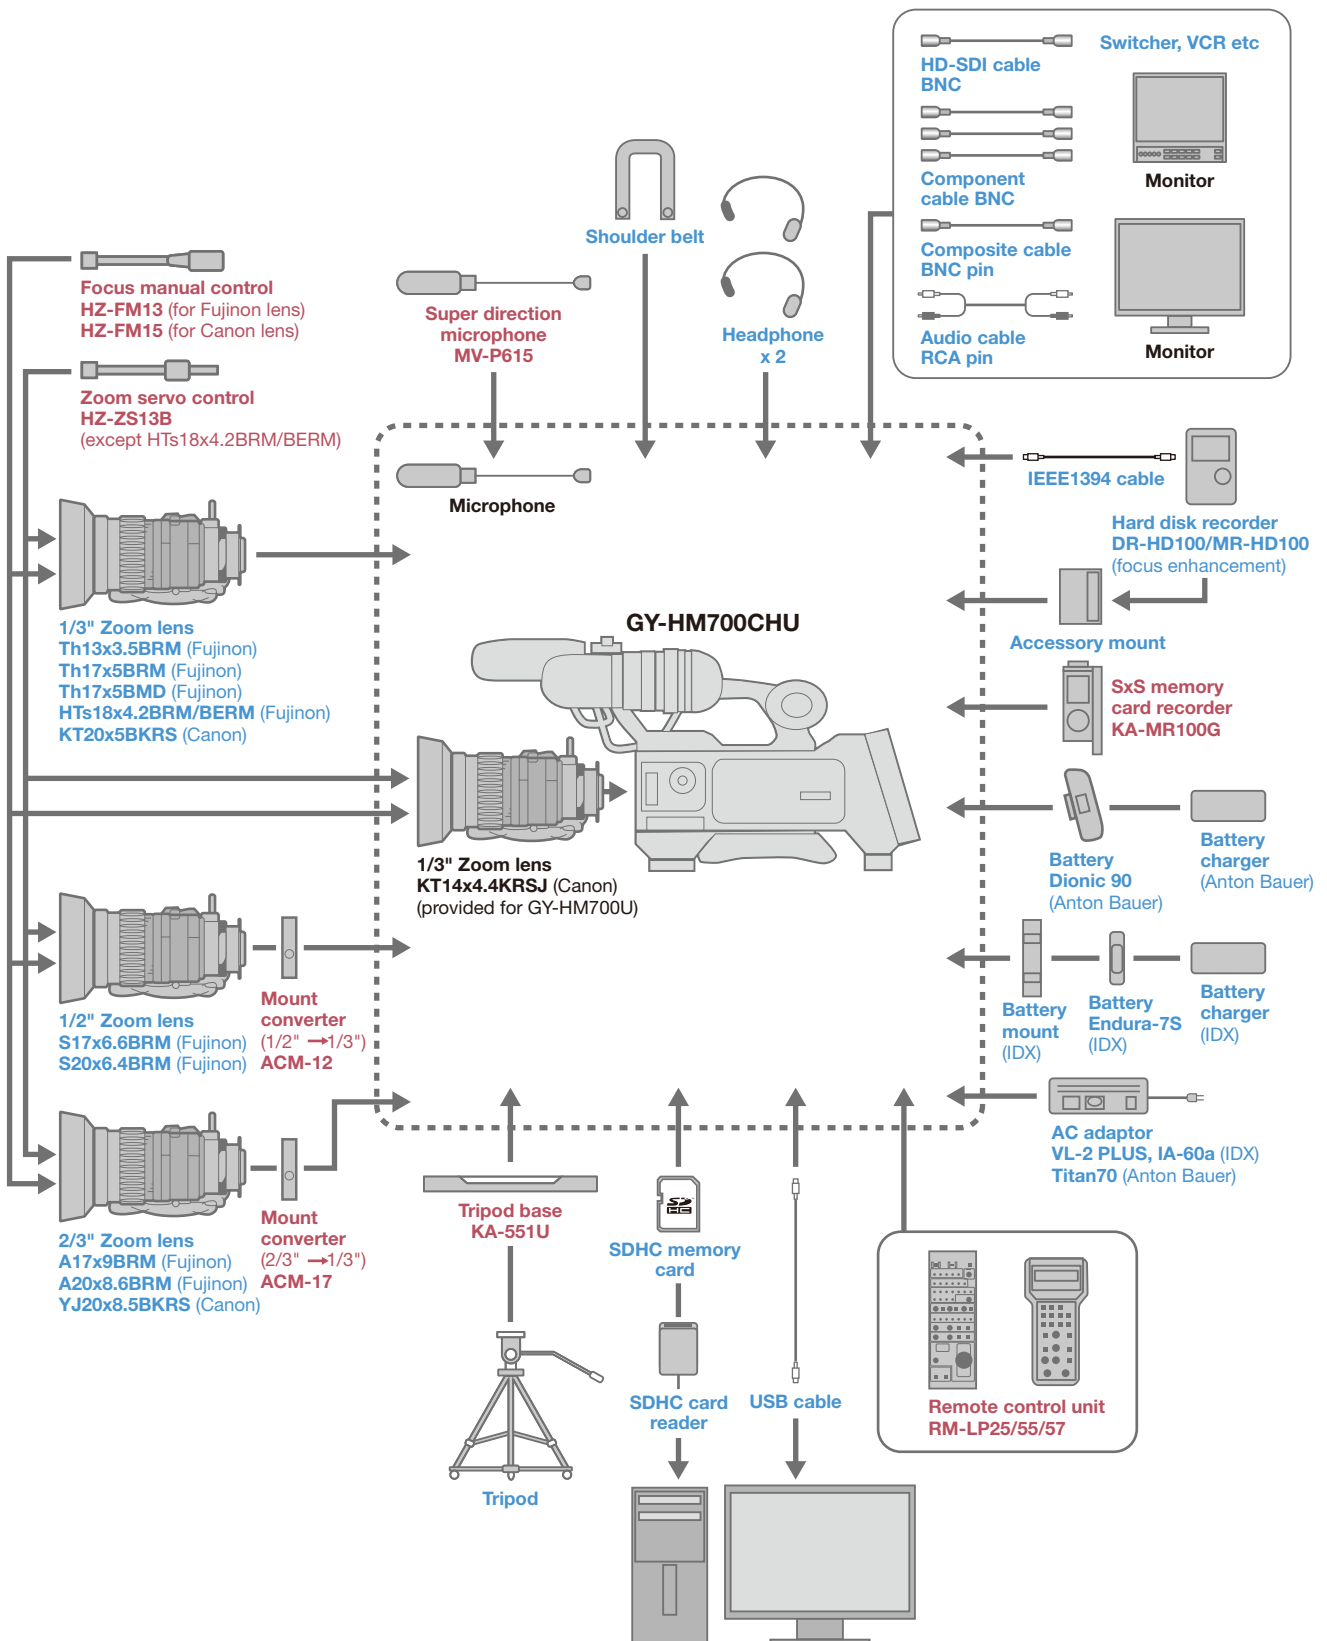 HD-SDI cable
BNC
Switcher, VCR etc
Component
cable BNC
Monitor
Composite cable
BNC pin
Audio cable
RCA pin
Monitor
Shoulder belt
Headphone
x 2
Super direction
microphone
MV-P615
Focus manual control
HZ-FM13 (for Fujinon lens)
HZ-FM15 (for Canon lens)
Zoom servo control
HZ-ZS13B
(except HTs18x4.2BRM/BERM)
Microphone
IEEE1394 cable
Hard disk recorder
DR-HD100/MR-HD100
(focus enhancement)
Accessory mount
1/3" Zoom lens
Th13x3.5BRM (Fujinon)
Th17x5BRM (Fujinon)
Th17x5BMD (Fujinon)
HTs18x4.2BRM/BERM (Fujinon)
KT20x5BKRS (Canon)
GY-HM700CHU
SxS memory
card recorder
KA-MR100G
1/3" Zoom lens
KT14x4.4KRSJ (Canon)
(provided for GY-HM700U)
Battery
Dionic 90
(Anton Bauer)
Battery
charger
(Anton Bauer)
1/2" Zoom lens
S17x6.6BRM (Fujinon)
S20x6.4BRM (Fujinon)
Mount
converter
(1/2" →1/3")
ACM-12
Battery
mount
(IDX)
Battery
Endura-7S
(IDX)
Battery
charger
(IDX)
AC adaptor
VL-2 PLUS, IA-60a (IDX)
Titan70 (Anton Bauer)
2/3" Zoom lens
A17x9BRM (Fujinon)
A20x8.6BRM (Fujinon)
YJ20x8.5BKRS (Canon)
Mount
converter
(2/3" →1/3")
ACM-17
Tripod base
KA-551U
SD
HC
SDHC memory
card
SDHC card
reader
USB cable
Tripod
Remote control unit
RM-LP25/55/57